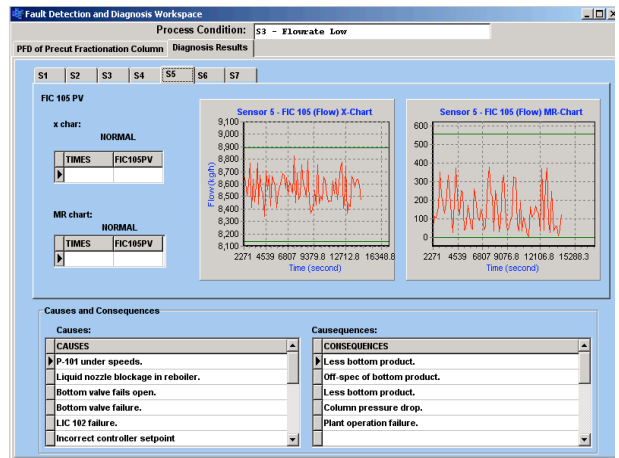 Fault Detection and Diagnosis Workspace
Process Condition: S3 - Flowrate Low
PFD of Precut Fractionation Column Diagnosis Results
S1 S2 S3 S4 S5 S6 S7
FIC 105 PV
x char:
NORMAL
TIMES FIC105PV
MR chart:
NORMAL
TIMES FIC105PV
Sensor 5 - FIC 105 (Flow) X-Chart
9,100
9,000
8,900
8,800
8,700
8,600
8,500
8,400
8,300
8,200
8,100
Flow(kg/h)
2271 4539 6807 9379.8 12712.8 16348.8
Time (second)
Sensor 5 - FIC 105 (Flow) MR-Chart
600
500
400
300
200
100
0
2271 4539 6807 9076.8 12106.8 15288.3
Time (second)
Causes and Consequences
Causes:
CAUSES
P-101 under speeds.
Liquid nozzle blockage in reboiler.
Bottom valve fails open.
Bottom valve failure.
LIC 102 failure.
Incorrect controller setpoint
Causequences:
CONSEQUENCES
Less bottom product.
Off-spec of bottom product.
Less bottom product.
Column pressure drop.
Plant operation failure.